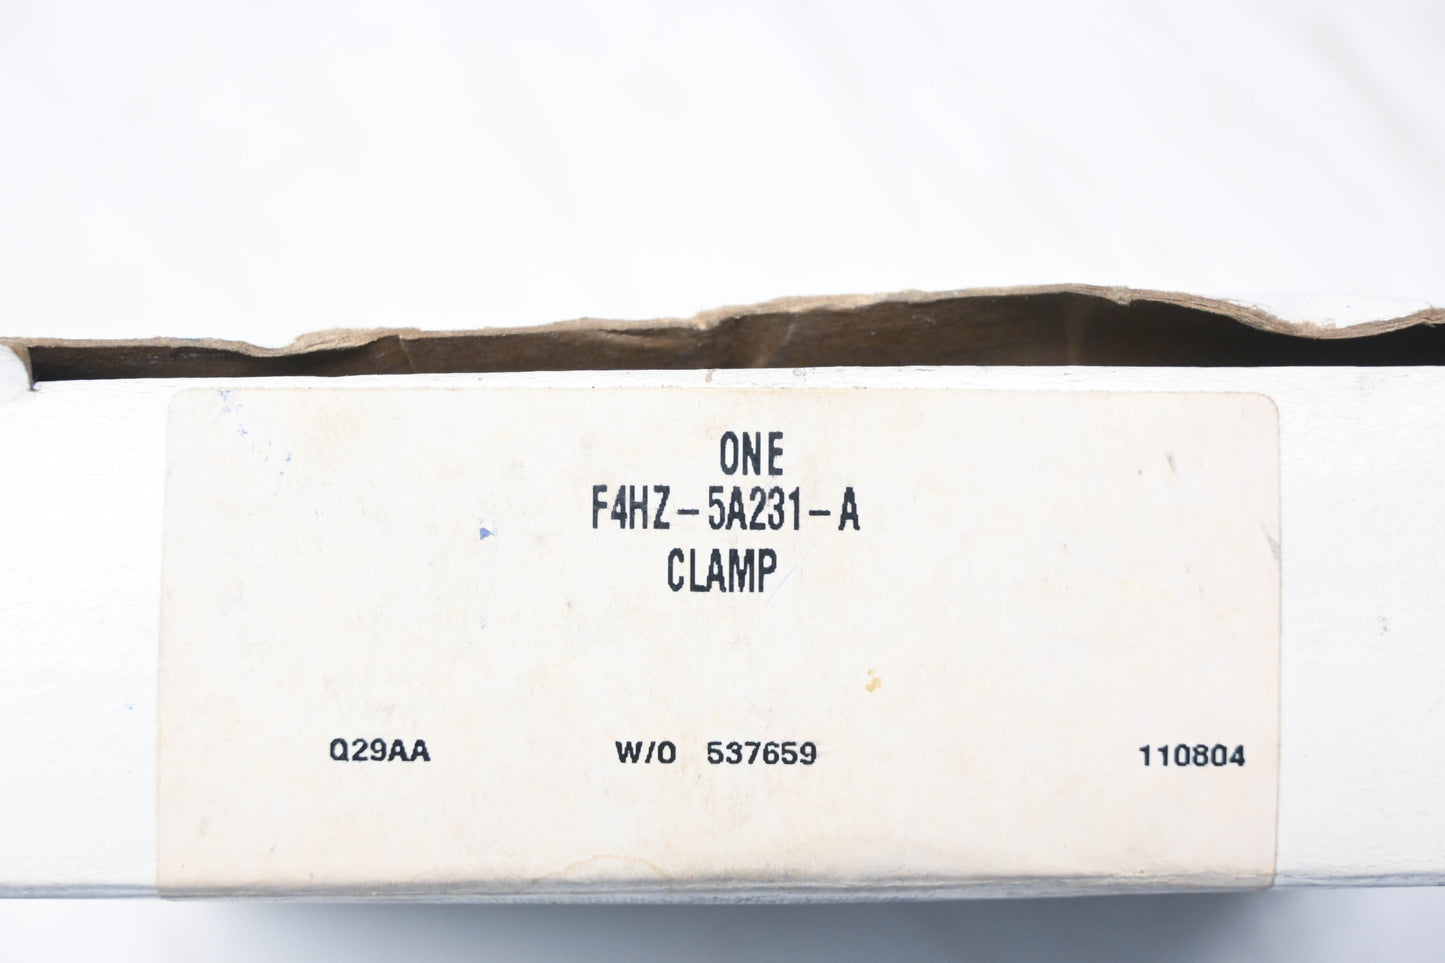 ONE
F4HZ-5A231-A
CLAMP
Q29AA W/O 537659 110804